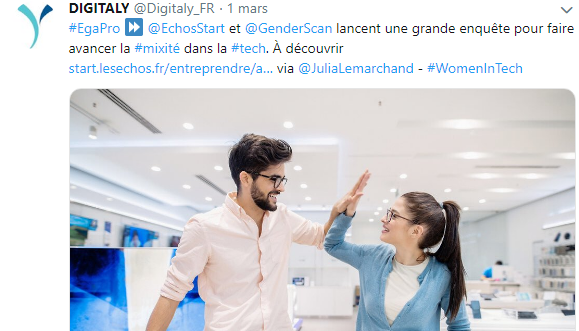 DIGITALY @Digitaly_FR · 1 mars
#EgaPro ⏩ @EchosStart et @GenderScan lancent une grande enquête pour faire
avancer la #mixité dans la #tech. À découvrir
start.lesechos.fr/entreprendre/a... via @JuliaLemarchand - #WomenInTech